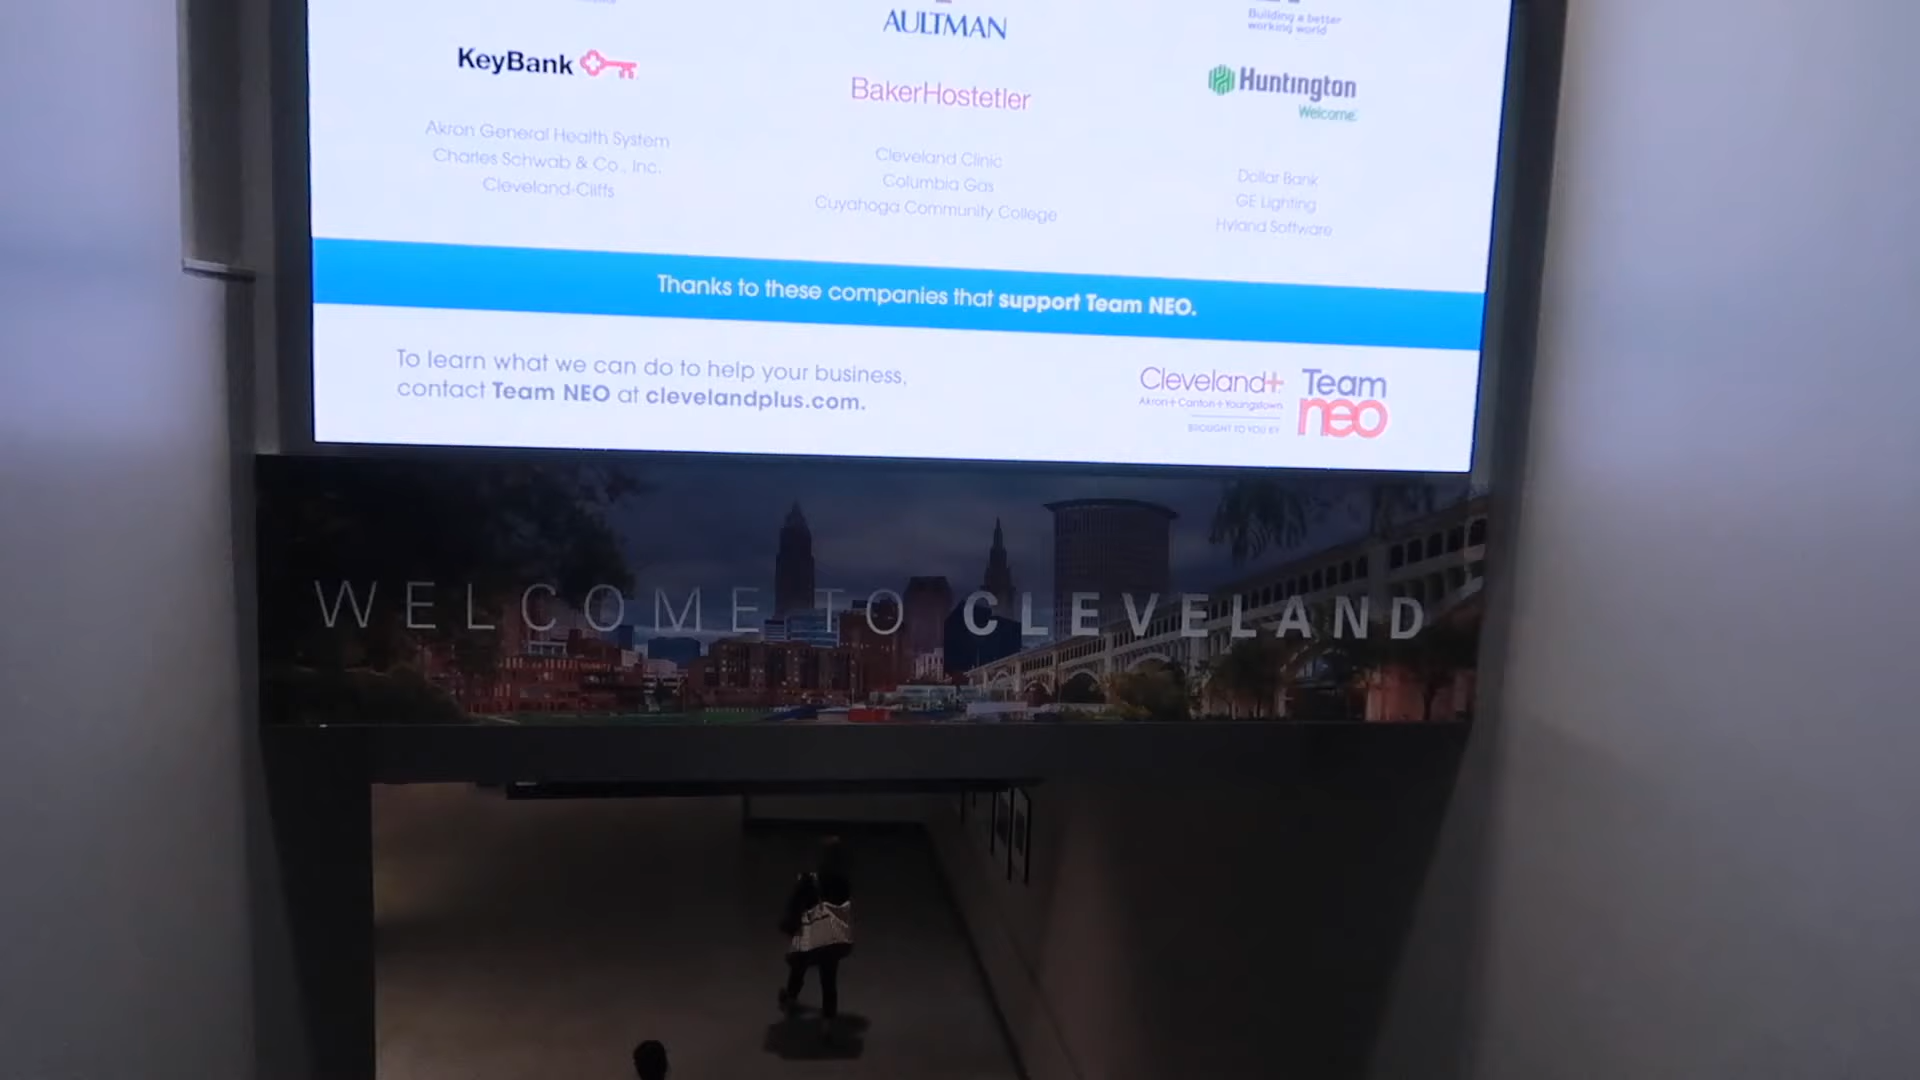 AULTMAN
Building a better
working world
KeyBank
BakerHostetler
Huntington
Welcome.
Akron General Health System
Charles Schwab & Co., Inc.
Cleveland-Cliffs
Cleveland Clinic
Columbia Gas
Cuyahoga Community College
Dollar Bank
GE Lighting
Hyland Software
Thanks to these companies that support Team NEO.
To learn what we can do to help your business,
contact Team NEO at clevelandplus.com.
Cleveland+
Akron+Canton+Youngstown
BROUGHT TO YOU BY
Team
neo
WELCOME TO CLEVELAND